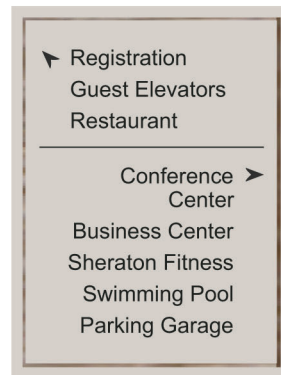 Registration
Guest Elevators
Restaurant
Conference
Center
Business Center
Sheraton Fitness
Swimming Pool
Parking Garage